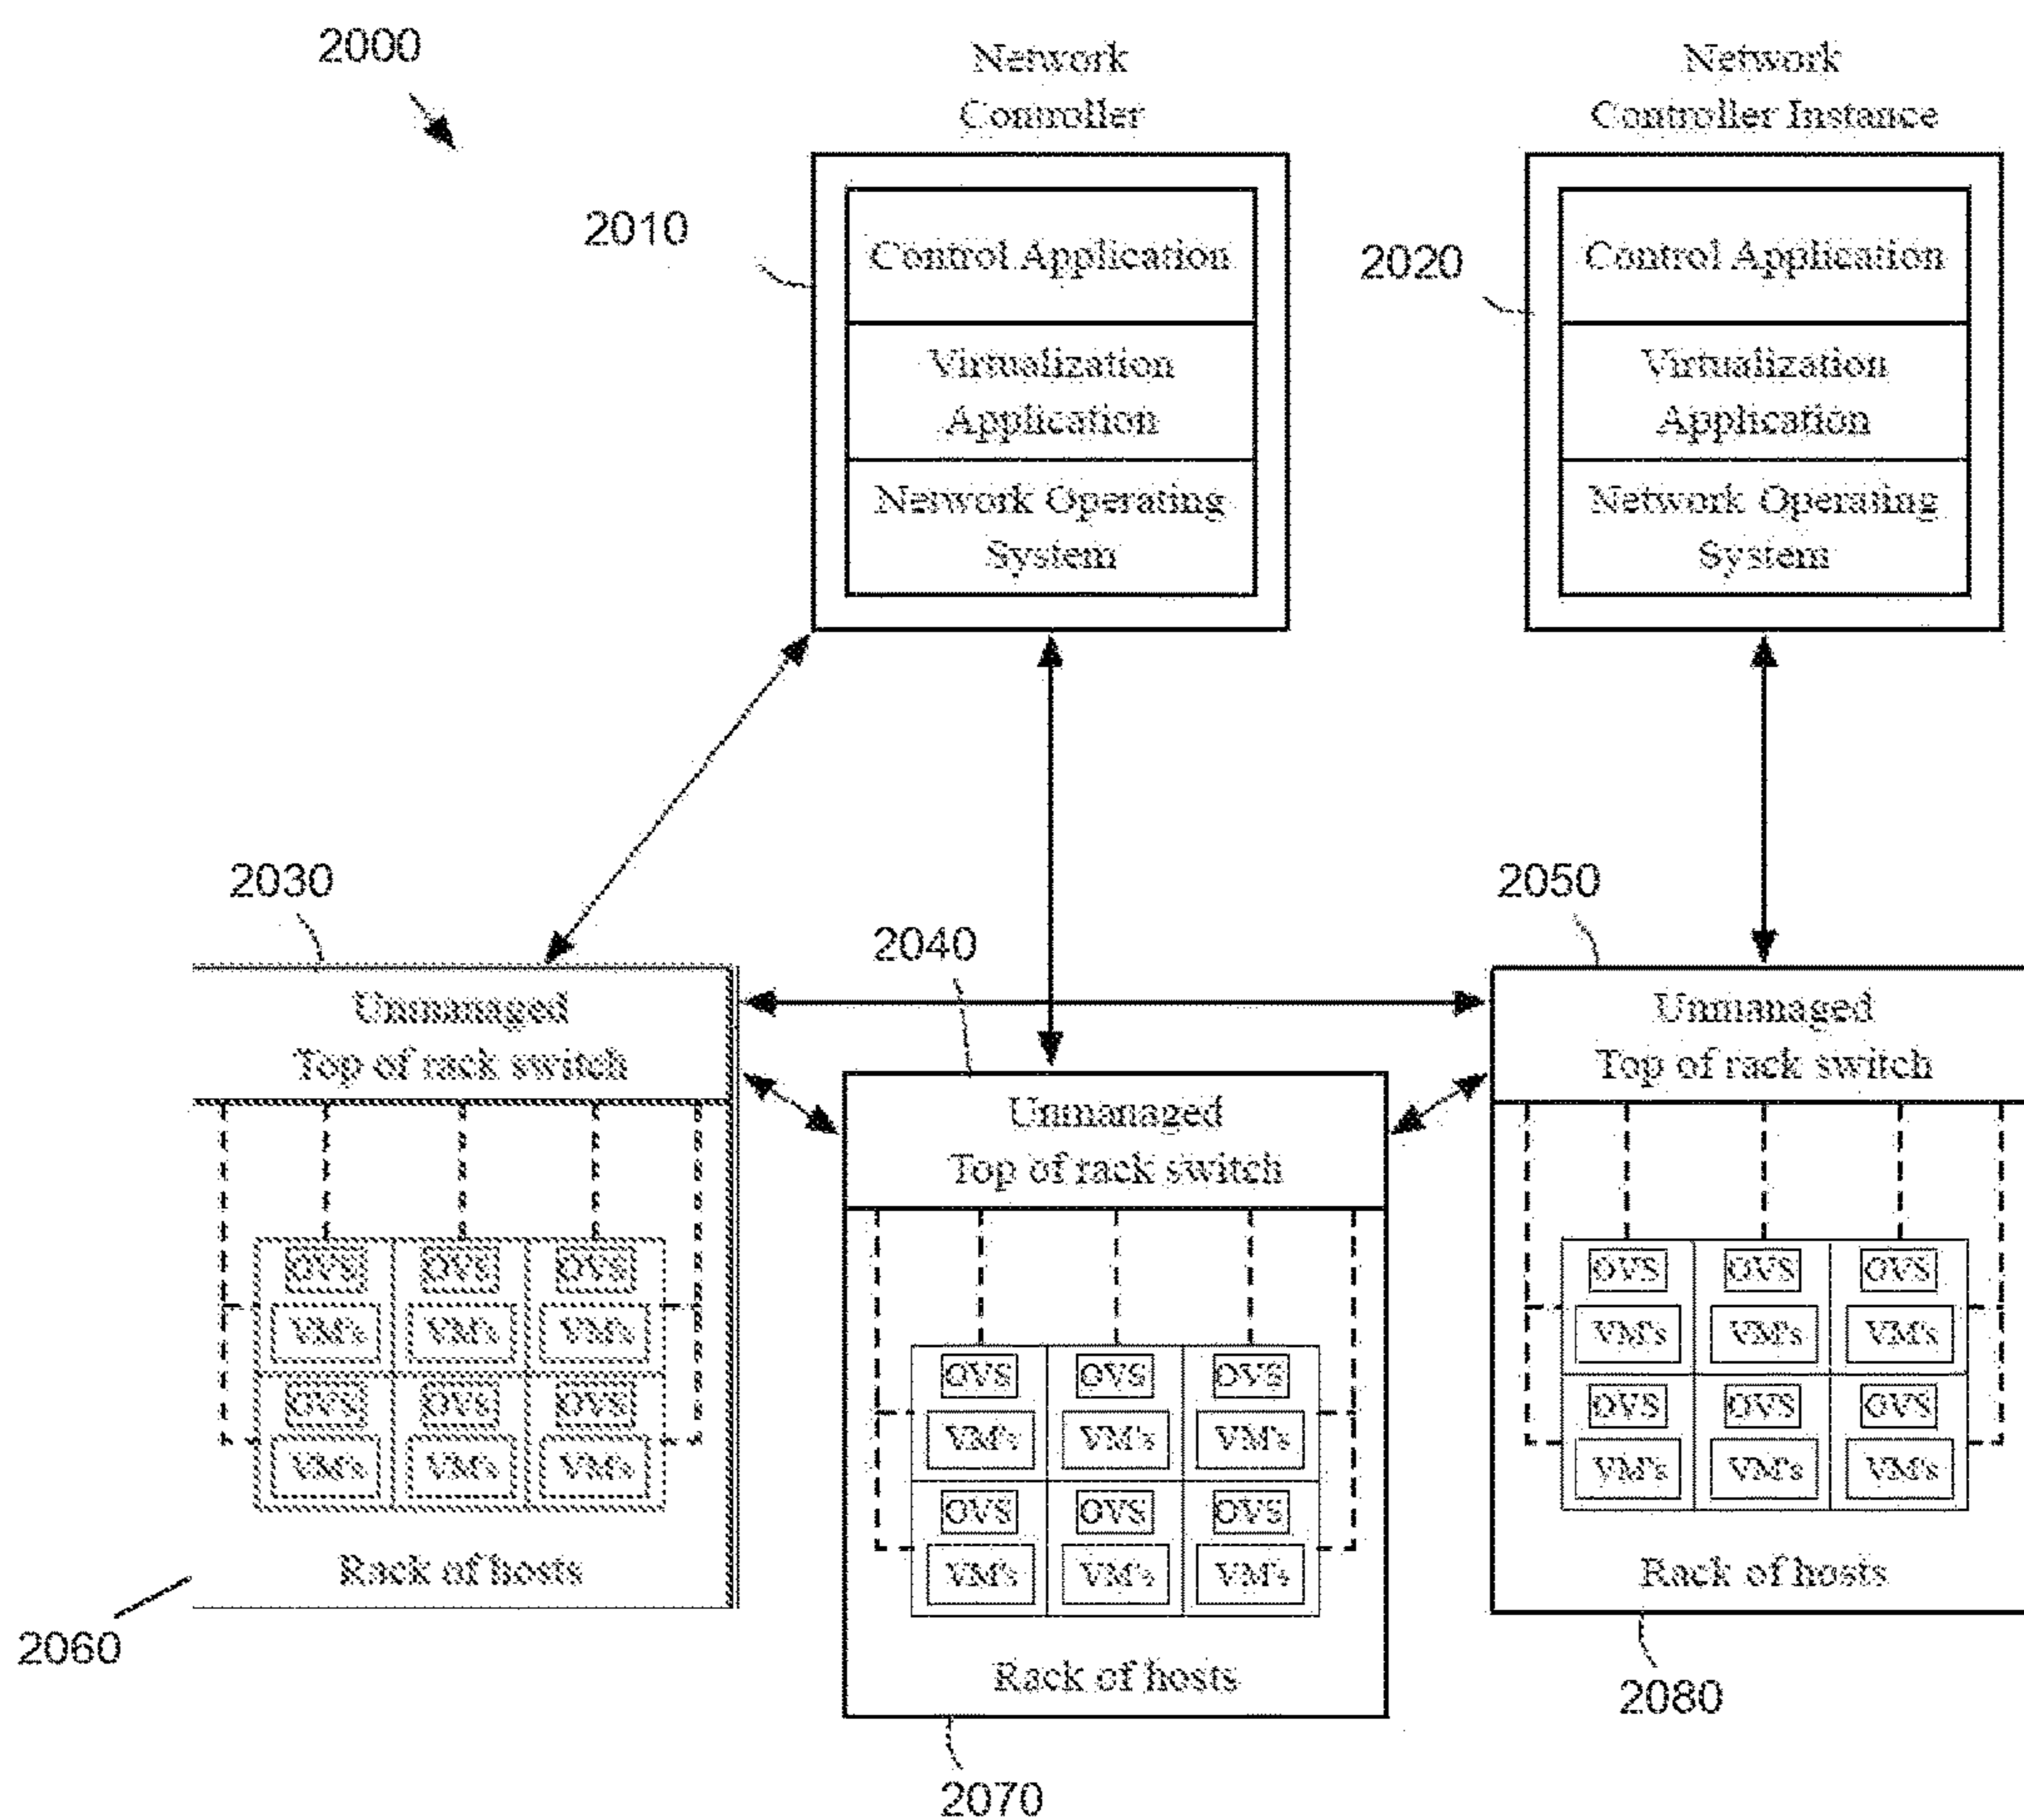 2000
Network
Controller
Network
Controller Instance
2010
Control Application
Virtualization
Application
Network Operating
System
2020
Control Application
Virtualization
Application
Network Operating
System
2030
Unmanaged
Top of rack switch
OVS OVS OVS
VM's VM's VM's
OVS OVS OVS
VM's VM's VM's
Rack of hosts
2060
2040
Unmanaged
Top of rack switch
OVS OVS OVS
VM's VM's VM's
OVS OVS OVS
VM's VM's VM's
Rack of hosts
2070
2050
Unmanaged
Top of rack switch
OVS OVS OVS
VM's VM's VM's
OVS OVS OVS
VM's VM's VM's
Rack of hosts
2080